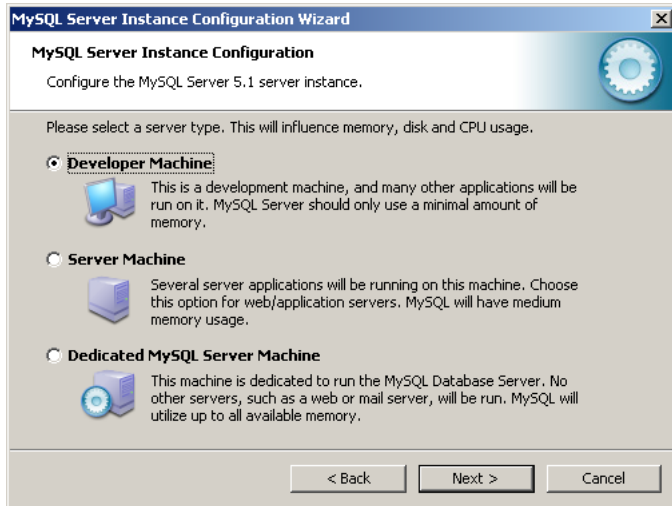 MySQL Server Instance Configuration Wizard
MySQL Server Instance Configuration
Configure the MySQL Server 5.1 server instance.
Please select a server type. This will influence memory, disk and CPU usage.
Developer Machine
This is a development machine, and many other applications will be
run on it. MySQL Server should only use a minimal amount of
memory.
Server Machine
Several server applications will be running on this machine. Choose
this option for web/application servers. MySQL will have medium
memory usage.
Dedicated MySQL Server Machine
This machine is dedicated to run the MySQL Database Server. No
other servers, such as a web or mail server, will be run. MySQL will
utilize up to all available memory.
< Back Next > Cancel